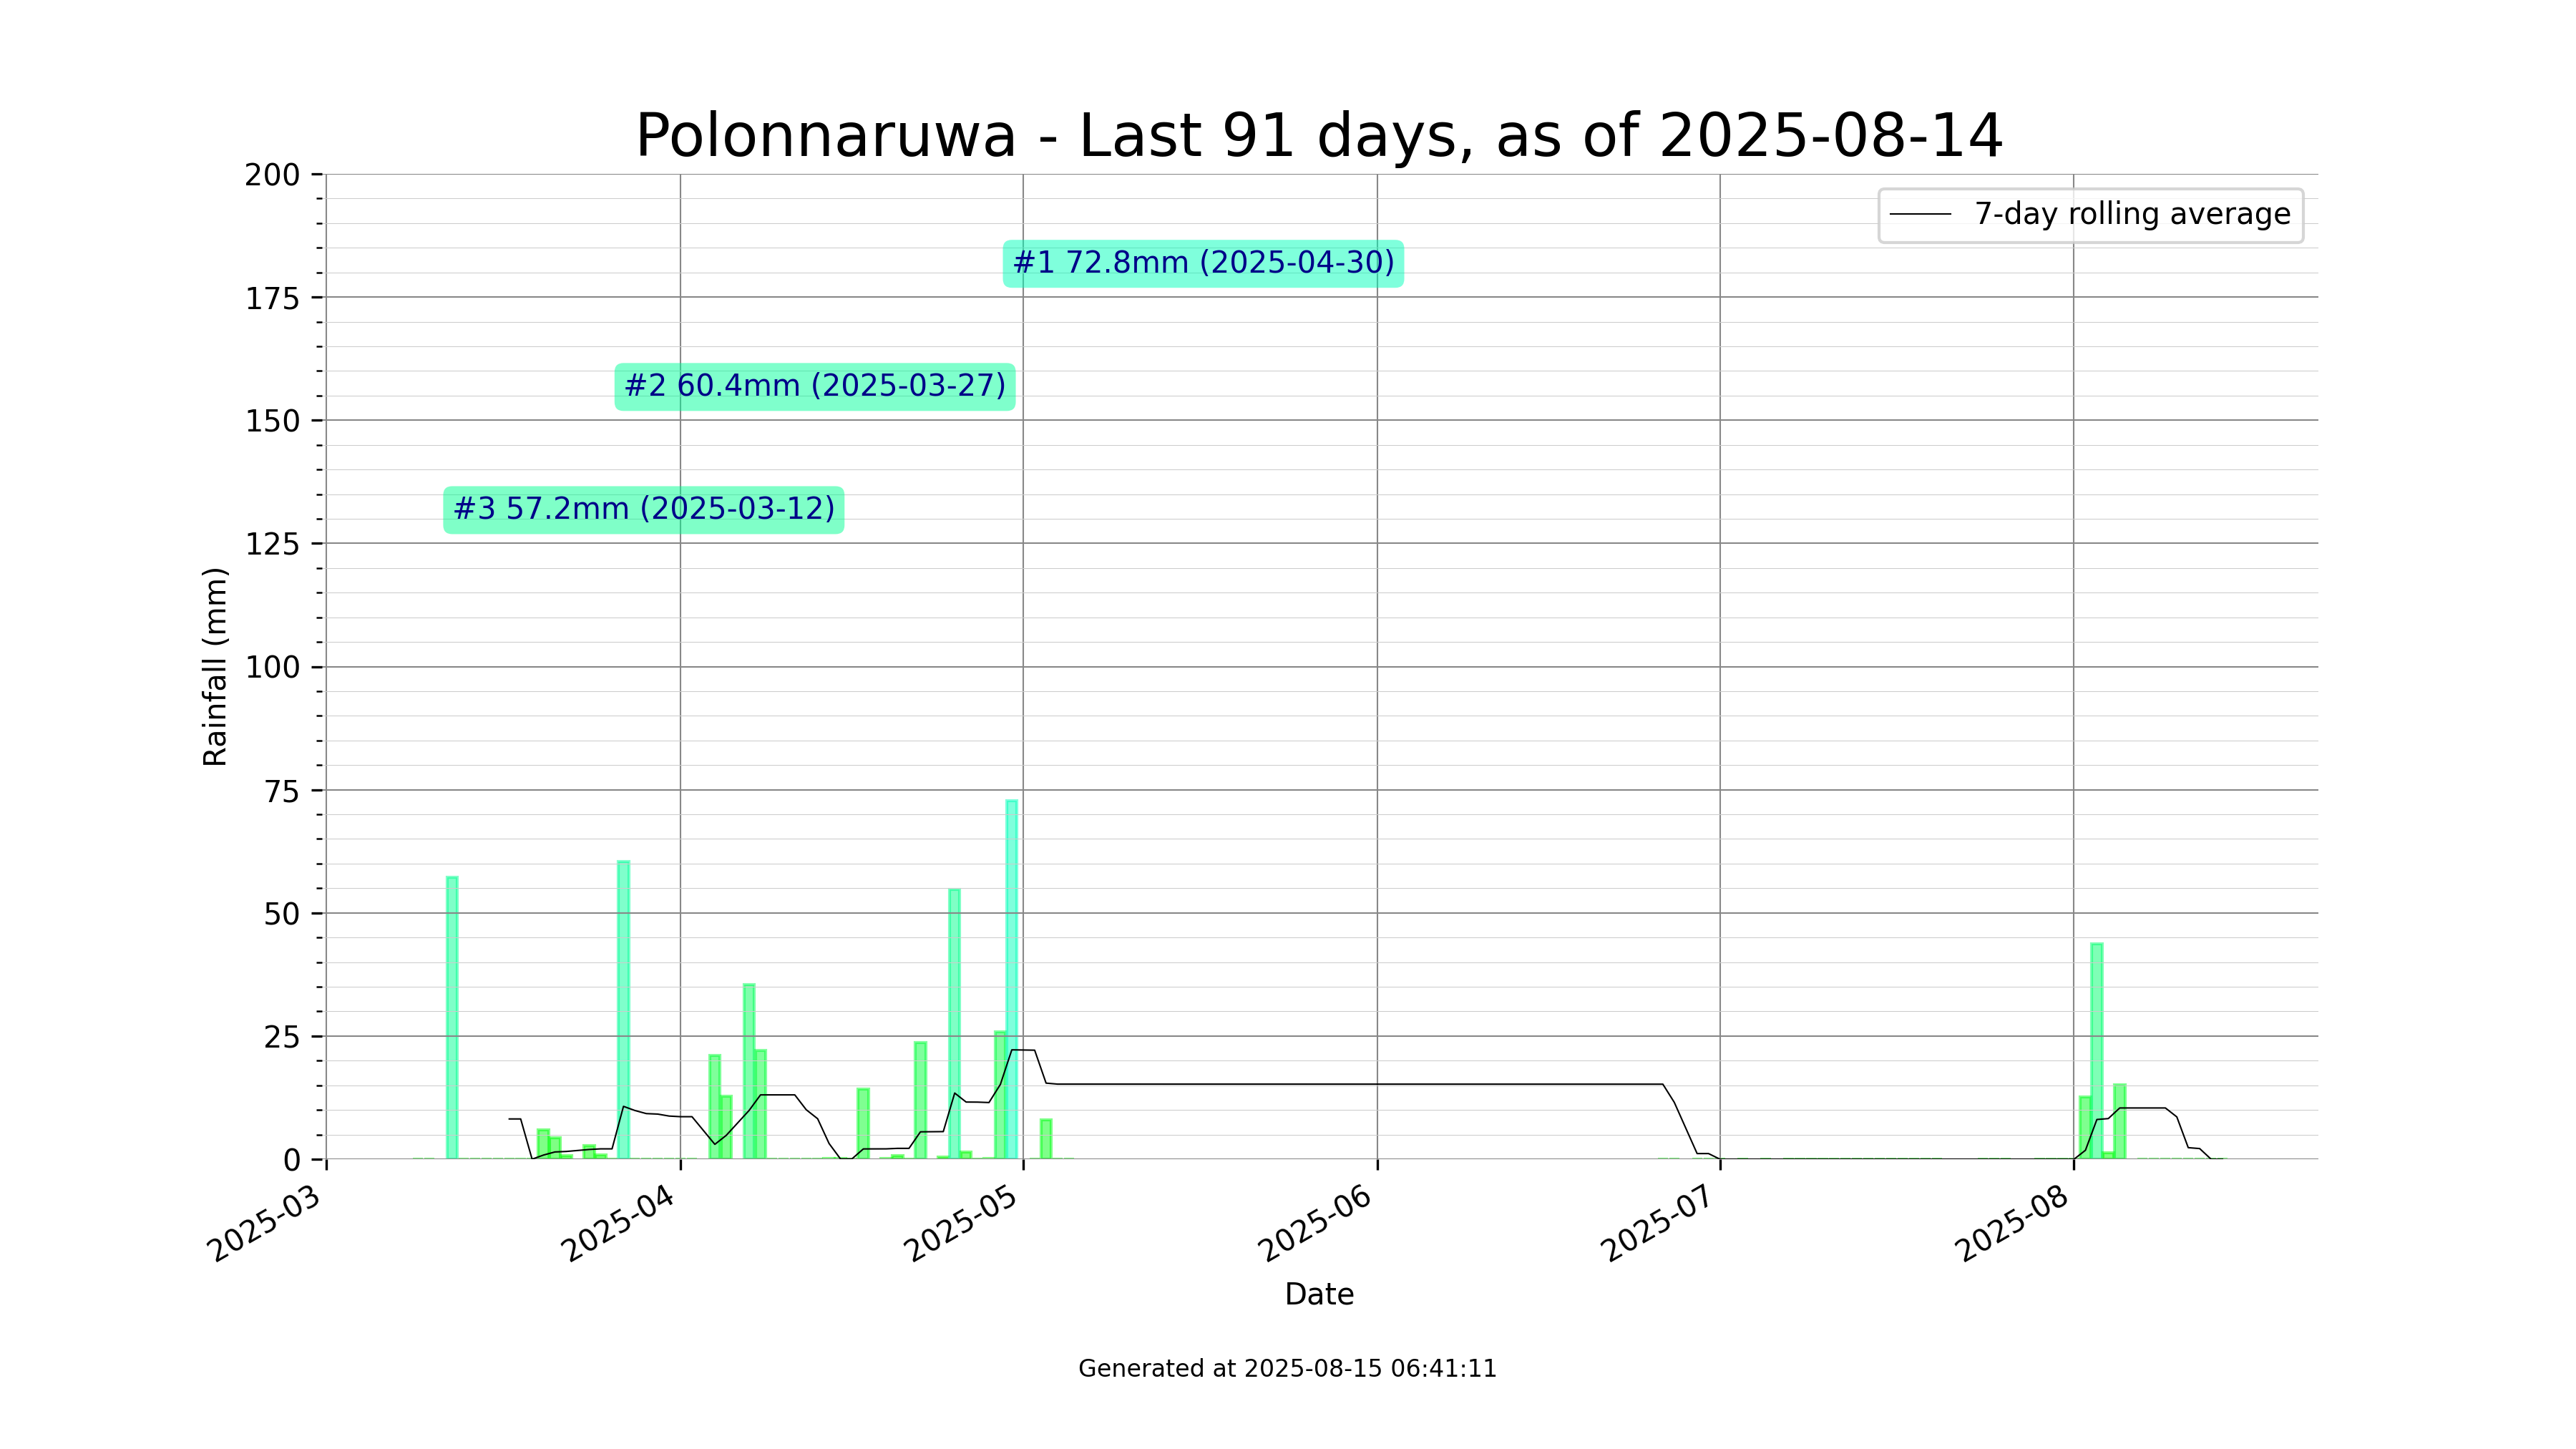 Polonnaruwa - Last 91 days, as of 2025-08-14
200
175
150
125
100
75
50
25
0
Rainfall (mm)
7-day rolling average
#1 72.8mm (2025-04-30)
#2 60.4mm (2025-03-27)
#3 57.2mm (2025-03-12)
2025-03
2025-04
2025-05
2025-06
2025-07
2025-08
Date
Generated at 2025-08-15 06:41:11